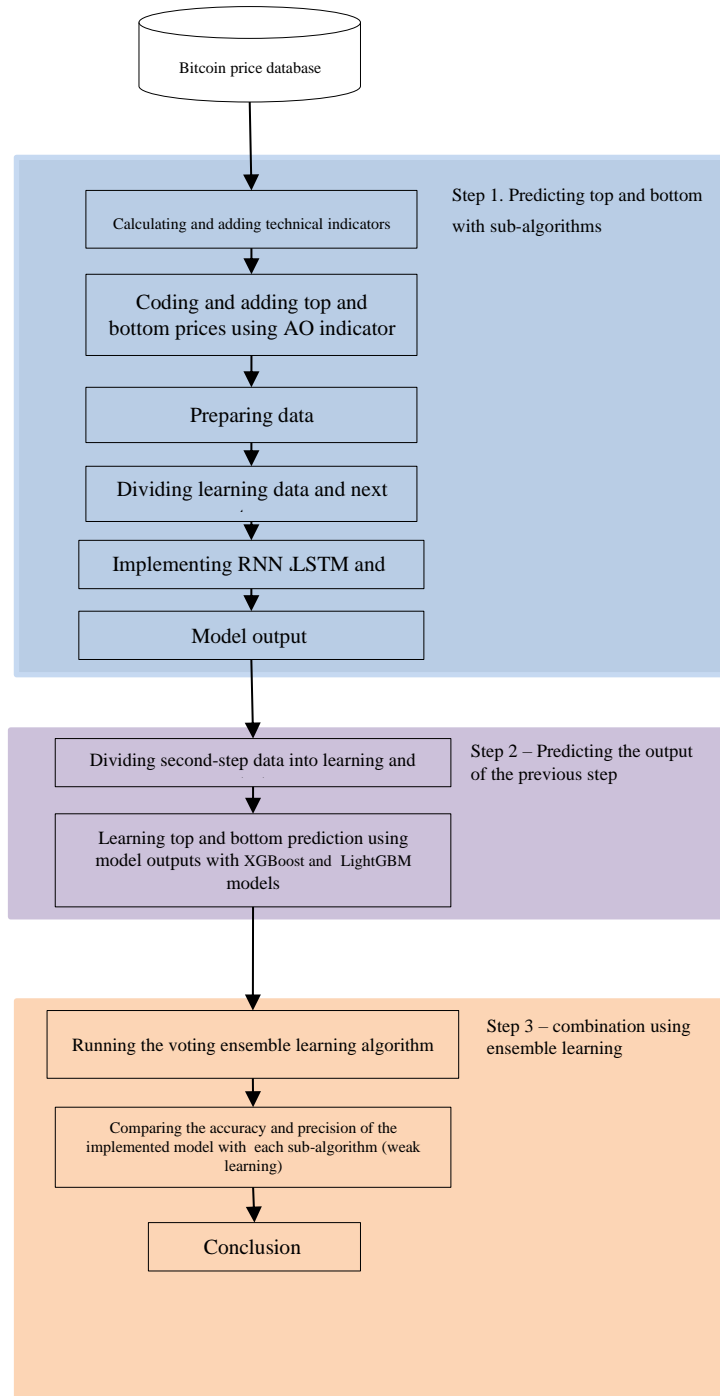 Bitcoin price database
Step 1. Predicting top and bottom
with sub-algorithms
Calculating and adding technical indicators
Coding and adding top and
bottom prices using AO indicator
Preparing data
Dividing learning data and next
Implementing RNN .LSTM and
Model output
Step 2 – Predicting the output
of the previous step
Dividing second-step data into learning and
Learning top and bottom prediction using
model outputs with XGBoost and LightGBM
models
Step 3 – combination using
ensemble learning
Running the voting ensemble learning algorithm
Comparing the accuracy and precision of the
implemented model with each sub-algorithm (weak
learning)
Conclusion